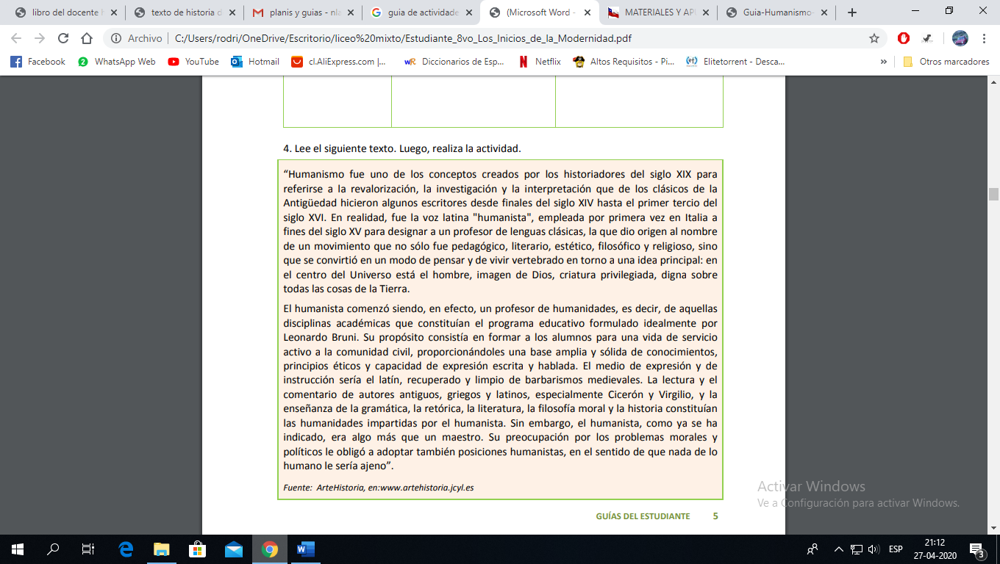 libro del docente h
texto de historia d
planis y guias - nla
guia de actividade
(Microsoft Word -
MATERIALES Y AP
Guia-Humanismo-
Archivo
C:/Users/rodri/OneDrive/Escritorio/liceo%20mixto/Estudiante_8vo_Los_Inicios_de_la_Modernidad.pdf
Facebook
2
WhatsApp Web
YouTube
Hotmail
cl.AliExpress.com |...
wR
Diccionarios de Esp...
N
Netflix
Altos Requisitos - Pi...
Elitetorrent - Desca...
»
Otros marcadores
4. Lee el siguiente texto. Luego, realiza la actividad.
“Humanismo fue uno de los conceptos creados por los historiadores del siglo XIX para
referirse a la revalorización, la investigación y la interpretación que de los clásicos de la
Antigüedad hicieron algunos escritores desde finales del siglo XIV hasta el primer tercio del
siglo XVI. En realidad, fue la voz latina "humanista", empleada por primera vez en Italia a
fines del siglo XV para designar a un profesor de lenguas clásicas, la que dio origen al nombre
de un movimiento que no sólo fue pedagógico, literario, estético, filosófico y religioso, sino
que se convirtió en un modo de pensar y de vivir vertebrado en torno a una idea principal: en
el centro del Universo está el hombre, imagen de Dios, criatura privilegiada, digna sobre
todas las cosas de la Tierra.
El humanista comenzó siendo, en efecto, un profesor de humanidades, es decir, de aquellas
disciplinas académicas que constituían el programa educativo formulado idealmente por
Leonardo Bruni. Su propósito consistía en formar a los alumnos para una vida de servicio
activo a la comunidad civil, proporcionándoles una base amplia y sólida de conocimientos,
principios éticos y capacidad de expresión escrita y hablada. El medio de expresión y de
instrucción sería el latín, recuperado y limpio de barbarismos medievales. La lectura y el
comentario de autores antiguos, griegos y latinos, especialmente Cicerón y Virgilio, y la
enseñanza de la gramática, la retórica, la literatura, la filosofía moral y la historia constituían
las humanidades impartidas por el humanista. Sin embargo, el humanista, como ya se ha
indicado, era algo más que un maestro. Su preocupación por los problemas morales y
políticos le obligó a adoptar también posiciones humanistas, en el sentido de que nada de lo
humano le sería ajeno”.
Fuente: ArteHistoria, en:www.artehistoria.jcyl.es
GUÍAS DEL ESTUDIANTE 5
Activar Windows
Ve a Configuración para activar Windows.
ESP
21:12
27-04-2020
3